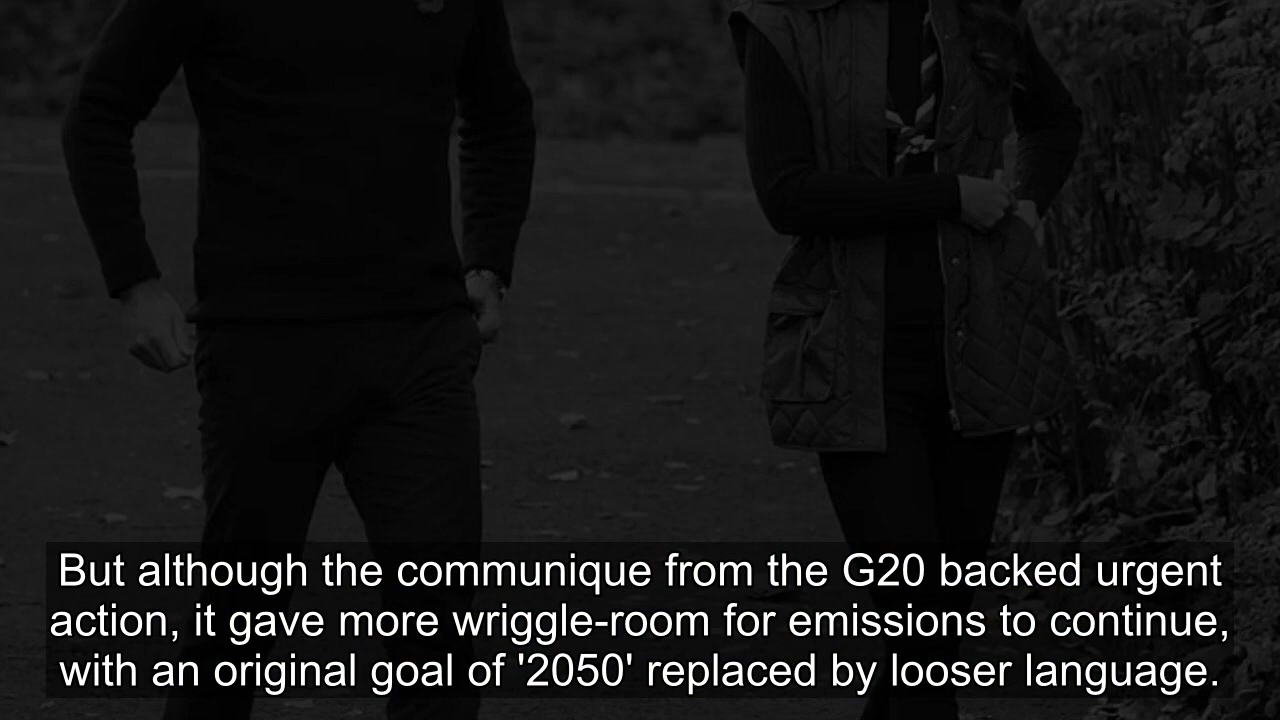 But although the communique from the G20 backed urgent
action, it gave more wriggle-room for emissions to continue,
with an original goal of '2050' replaced by looser language.